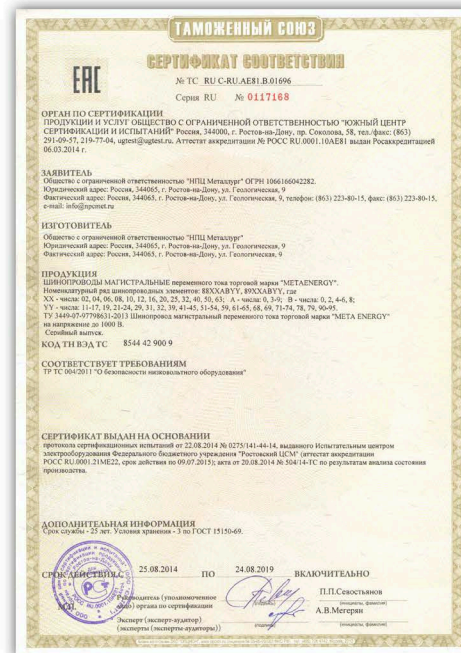 ТАМОЖЕННЫЙ СОЮЗ
СЕРТИФИКАТ СООТВЕТСТВИЯ
EAC
№ ТС RU C-RU.АЕ81.В.01696
Серия RU № 0117168
ОРГАН ПО СЕРТИФИКАЦИИ
ПРОДУКЦИИ И УСЛУГ ОБЩЕСТВО С ОГРАНИЧЕННОЙ ОТВЕТСТВЕННОСТЬЮ "ЮЖНЫЙ ЦЕНТР
СЕРТИФИКАЦИИ И ИСПЫТАНИЙ" Россия, 344000, г. Ростов-на-Дону, пр. Соколова, 58, тел./факс: (863)
291-09-57, 219-77-04, ugtest@ugtest.ru. Аттестат аккредитации № РОСС RU.0001.10АЕ81 выдан Росаккредитацией
06.03.2014 г.
ЗАЯВИТЕЛЬ
Общество с ограниченной ответственностью "НПЦ Металлург" ОГРН 1066166042282.
Юридический адрес: Россия, 344065, г. Ростов-на-Дону, ул. Геологическая, 9
Фактический адрес: Россия, 344065, г. Ростов-на-Дону, ул. Геологическая, 9, телефон: (863) 223-80-15, факс: (863) 223-80-15,
e-mail: info@npcmet.ru
ИЗГОТОВИТЕЛЬ
Общество с ограниченной ответственностью "НПЦ Металлург"
Юридический адрес: Россия, 344065, г. Ростов-на-Дону, ул. Геологическая, 9
Фактический адрес: Россия, 344065, г. Ростов-на-Дону, ул. Геологическая, 9
ПРОДУКЦИЯ
ШИНОПРОВОДЫ МАГИСТРАЛЬНЫЕ переменного тока торговой марки "METAENERGY".
Номенклатурный ряд шинопроводных элементов: 88XXABYY, 89XXABYY, где
XX - числа: 02, 04, 06, 08, 10, 12, 16, 20, 25, 32, 40, 50, 63; A - числа: 0, 3-9; B - числа: 0, 2, 4-6, 8;
YY - числа: 11-17, 19, 21-24, 29, 31, 32, 39, 41-45, 51-54, 59, 61-65, 68, 69, 71-74, 78, 79, 90-95.
ТУ 3449-07-97798631-2013 Шинопровод магистральный переменного тока торговой марки "META ENERGY"
на напряжение до 1000 В.
Серийный выпуск.
КОД ТН ВЭД ТС 8544 42 900 9
СООТВЕТСТВУЕТ ТРЕБОВАНИЯМ
ТР ТС 004/2011 "О безопасности низковольтного оборудования"
СЕРТИФИКАТ ВЫДАН НА ОСНОВАНИИ
протокола сертификационных испытаний от 22.08.2014 № 0275/141-44-14, выданного Испытательным центром
электрооборудования Федерального бюджетного учреждения "Ростовский ЦСМ" (аттестат аккредитации
РОСС RU.0001.21МЕ22, срок действия по 09.07.2015); акта от 20.08.2014 № 504/14-ТС по результатам анализа состояния
производства.
ДОПОЛНИТЕЛЬНАЯ ИНФОРМАЦИЯ
Срок службы - 25 лет. Условия хранения - 3 по ГОСТ 15150-69.
СРОК ДЕЙСТВИЯ С 25.08.2014 ПО 24.08.2019 ВКЛЮЧИТЕЛЬНО
М.П. Руководитель (уполномоченное
лицо) органа по сертификации
(подпись)
П.П.Севостьянов
(инициалы, фамилия)
Эксперт (эксперт-аудитор)
(эксперты (эксперты-аудиторы))
(подпись)
А.В.Мегерян
(инициалы, фамилия)